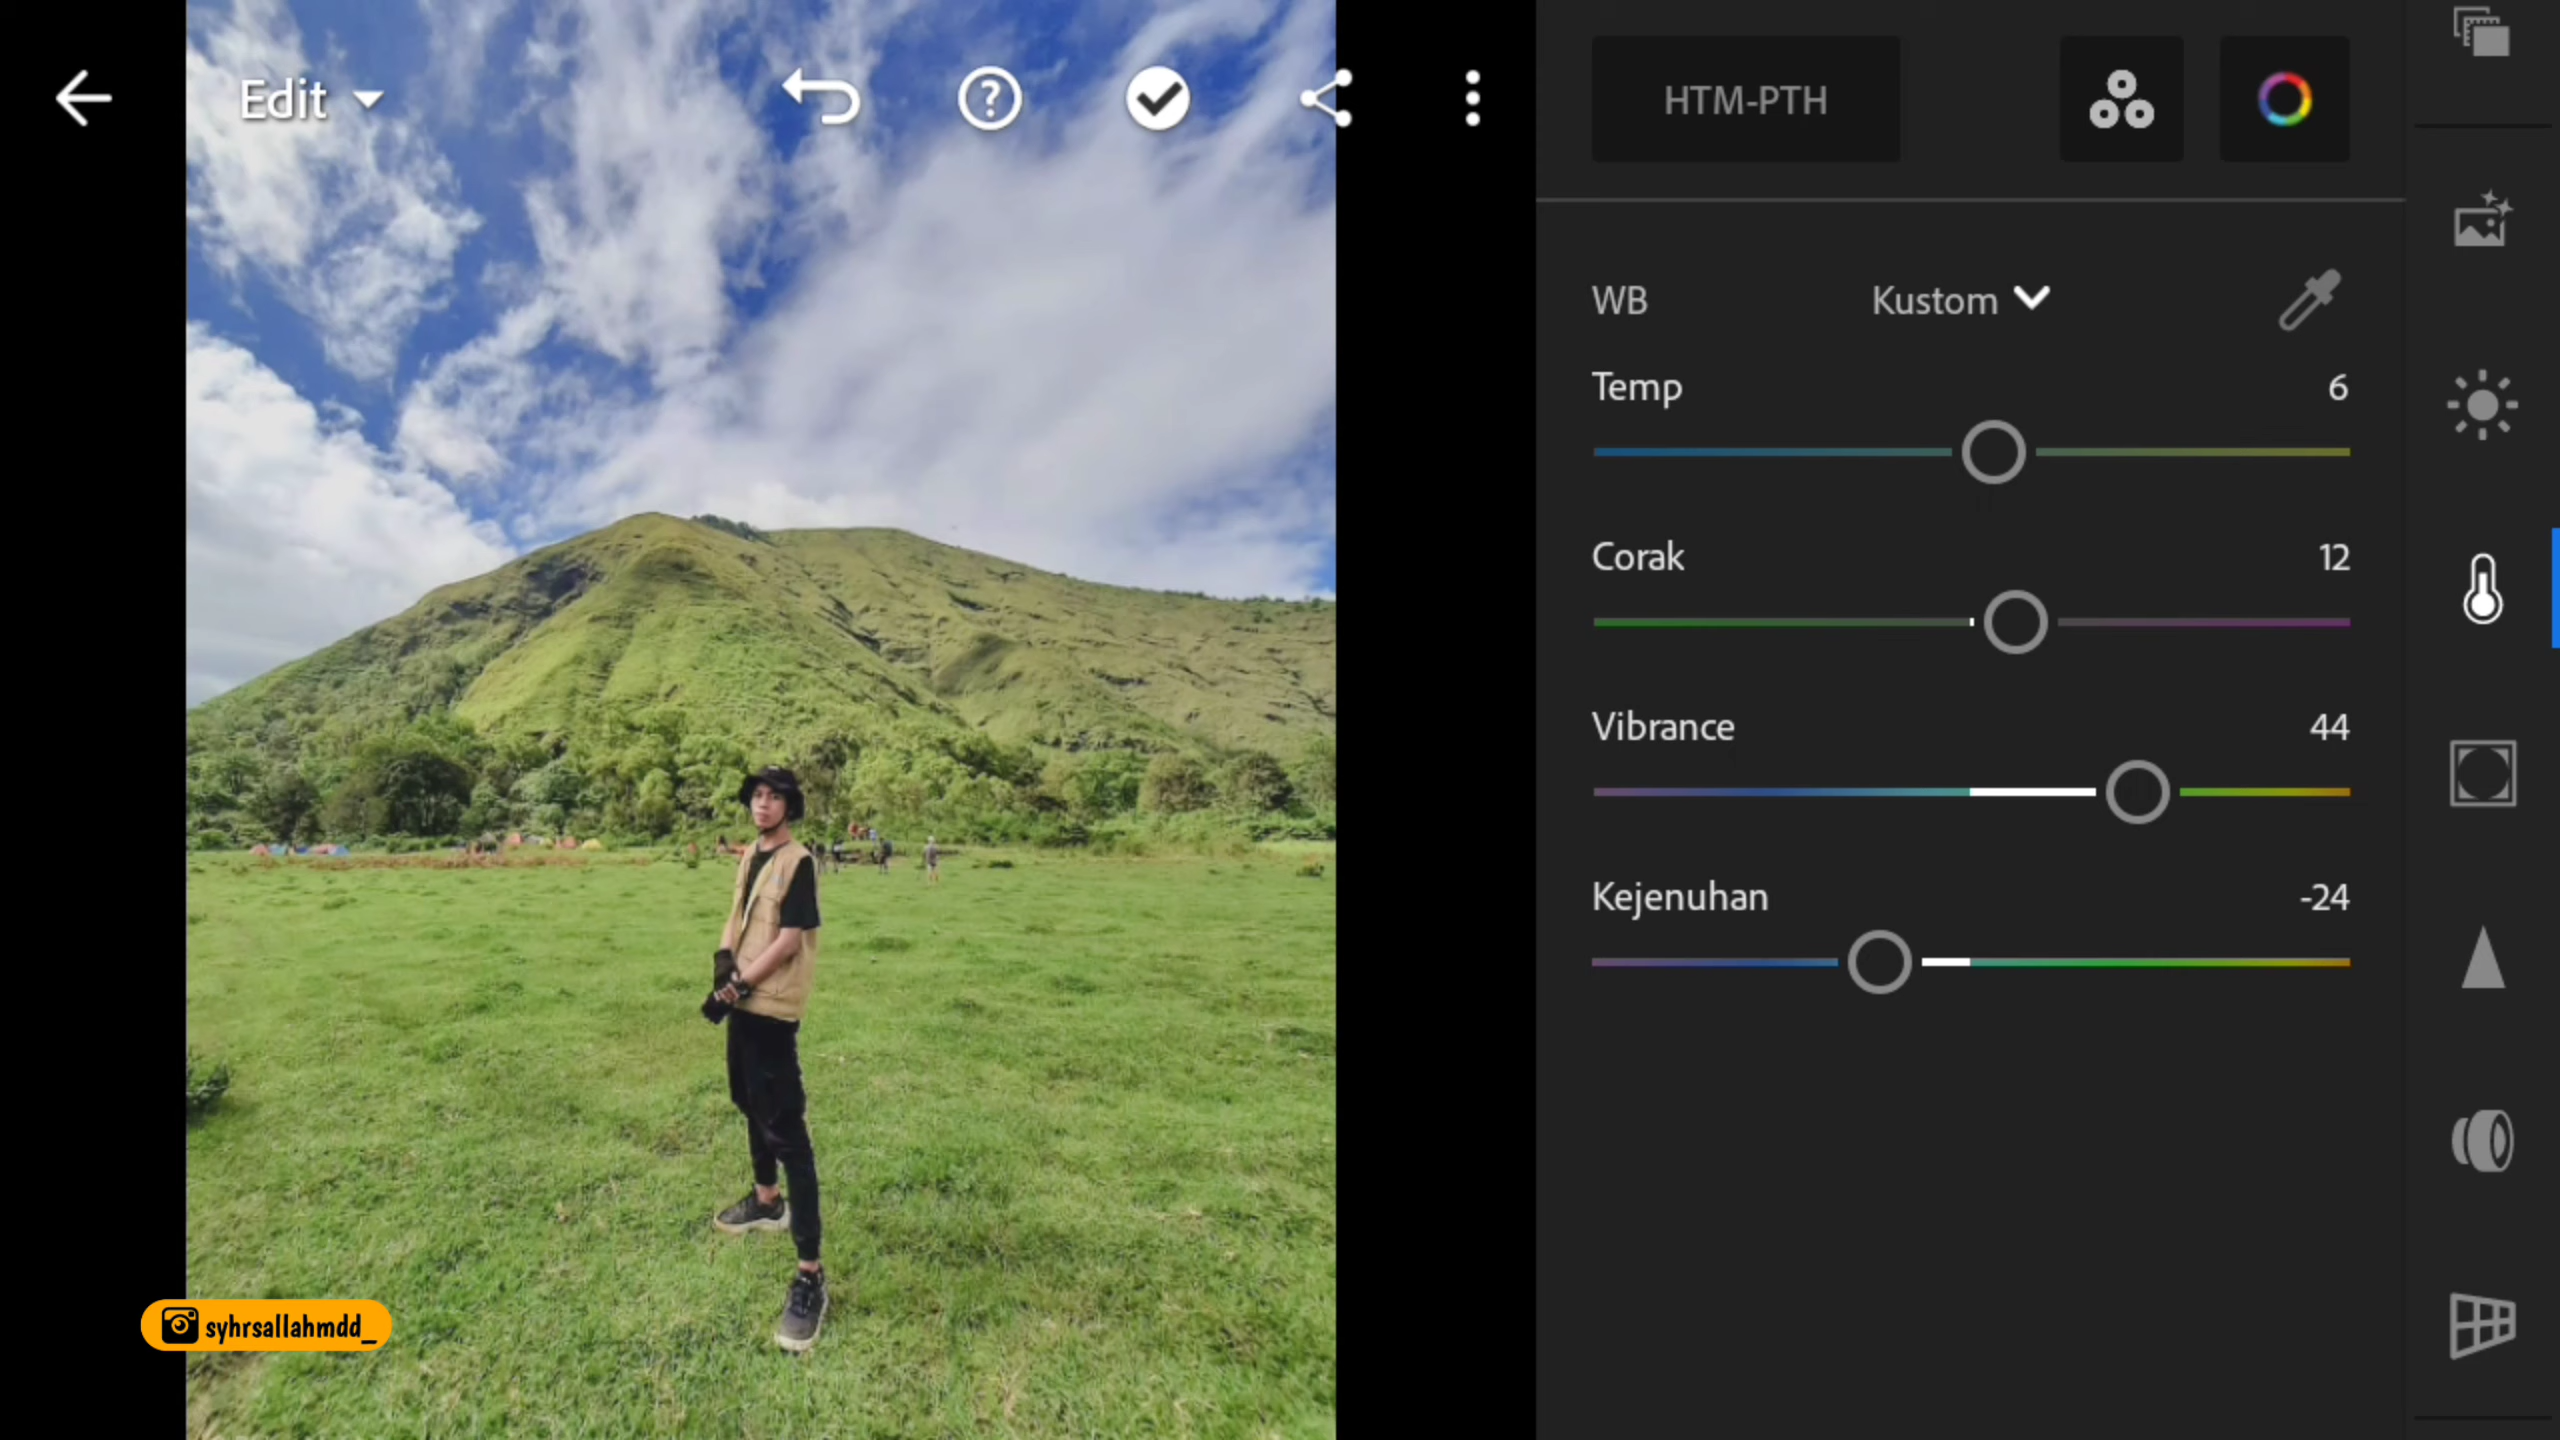 Edit
HTM-PTH
WB Kustom
Temp 6
Corak 12
Vibrance 44
Kejenuhan -24
syhrsallahmdd_